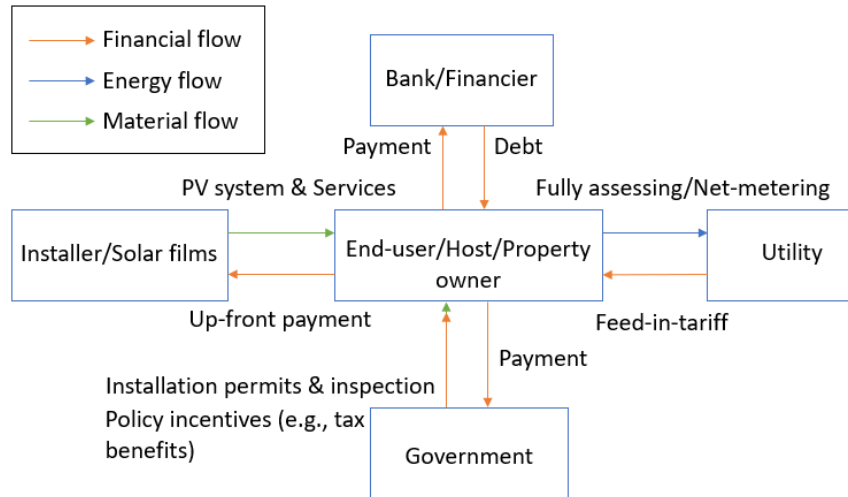 Financial flow
Energy flow
Material flow
Bank/Financier
Payment
Debt
PV system & Services
Fully assessing/Net-metering
Installer/Solar films
End-user/Host/Property
owner
Utility
Up-front payment
Feed-in-tariff
Payment
Installation permits & inspection
Policy incentives (e.g., tax
benefits)
Government